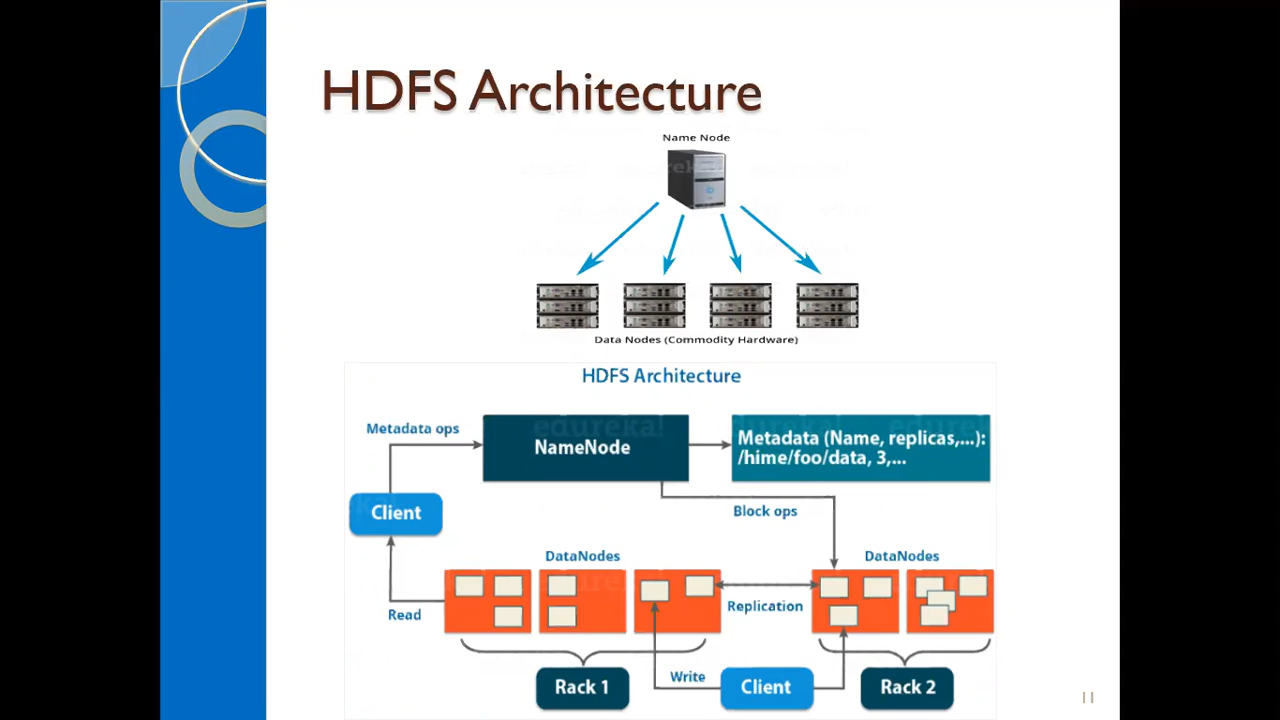 HDFS Architecture
Name Node
Data Nodes (Commodity Hardware)
HDFS Architecture
Metadata ops
NameNode
Metadata (Name, replicas,...):
/hime/foo/data, 3,...
Client
Block ops
DataNodes
DataNodes
Read
Replication
Write
Rack 1
Client
Rack 2
11